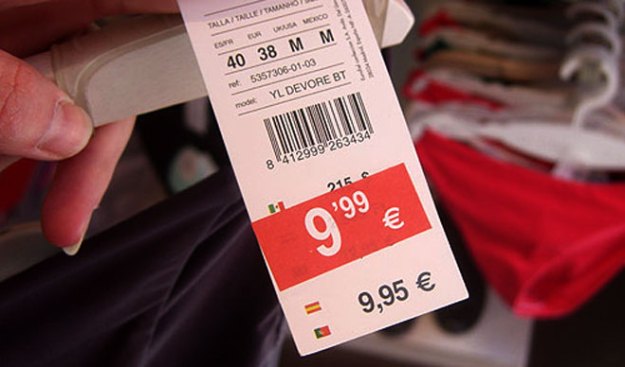 TALLA / TAILLE / TAMANHO / SIZE
ES/FR EUR UK/USA MEXICO
40 38 M M
ref: 5357306-01-03
model: YL DEVORE BT
8 412999 263434
215
9'99 €
9,95 €